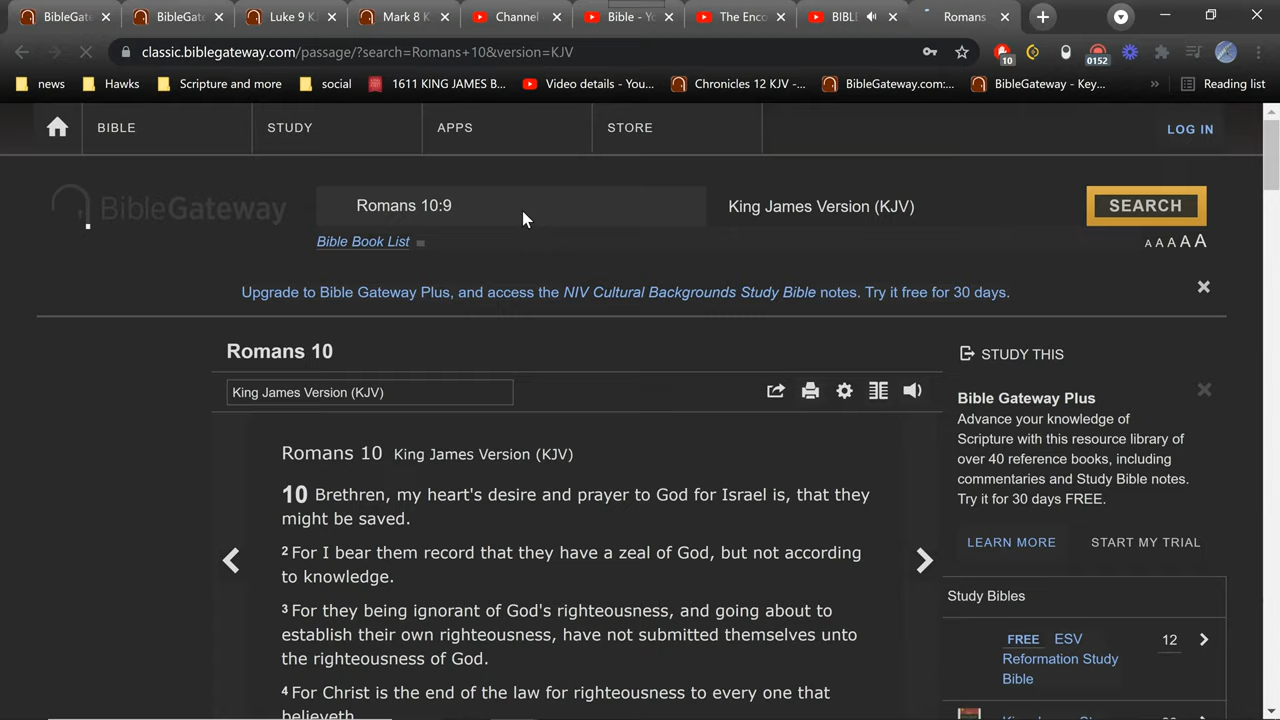 BibleGate
BibleGat
Luke 9 KJ
Mark 8 K
Channel
Bible - Yo
The Enco
BIBLE
Romans
classic.biblegateway.com/passage/?search=Romans+10&version=KJV
10
0152
news
Hawks
Scripture and more
social
1611 KING JAMES B...
Video details - You...
Chronicles 12 KJV -...
BibleGateway.com:...
BibleGateway - Key...
»
Reading list
BIBLE
STUDY
APPS
STORE
LOG IN
BibleGateway
Romans 10:9
King James Version (KJV)
SEARCH
Bible Book List
A A A A A
Upgrade to Bible Gateway Plus, and access the NIV Cultural Backgrounds Study Bible notes. Try it free for 30 days.
Romans 10
King James Version (KJV)
Romans 10 King James Version (KJV)
10 Brethren, my heart's desire and prayer to God for Israel is, that they
might be saved.
2 For I bear them record that they have a zeal of God, but not according
to knowledge.
3 For they being ignorant of God's righteousness, and going about to
establish their own righteousness, have not submitted themselves unto
the righteousness of God.
4 For Christ is the end of the law for righteousness to every one that
believeth.
STUDY THIS
Bible Gateway Plus
Advance your knowledge of
Scripture with this resource library of
over 40 reference books, including
commentaries and Study Bible notes.
Try it for 30 days FREE.
LEARN MORE
START MY TRIAL
Study Bibles
FREE ESV
Reformation Study
Bible
12